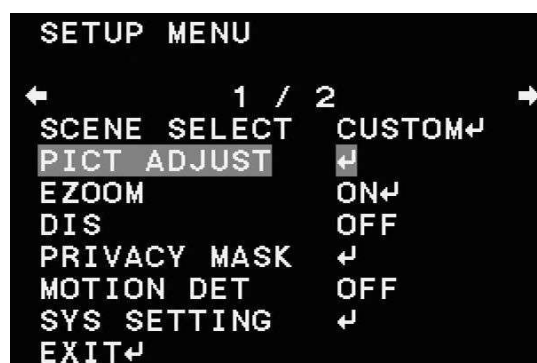 SETUP MENU
← 1 / 2 →
SCENE SELECT CUSTOM↵
PICT ADJUST ↵
EZOOM ON↵
DIS OFF
PRIVACY MASK ↵
MOTION DET OFF
SYS SETTING ↵
EXIT↵